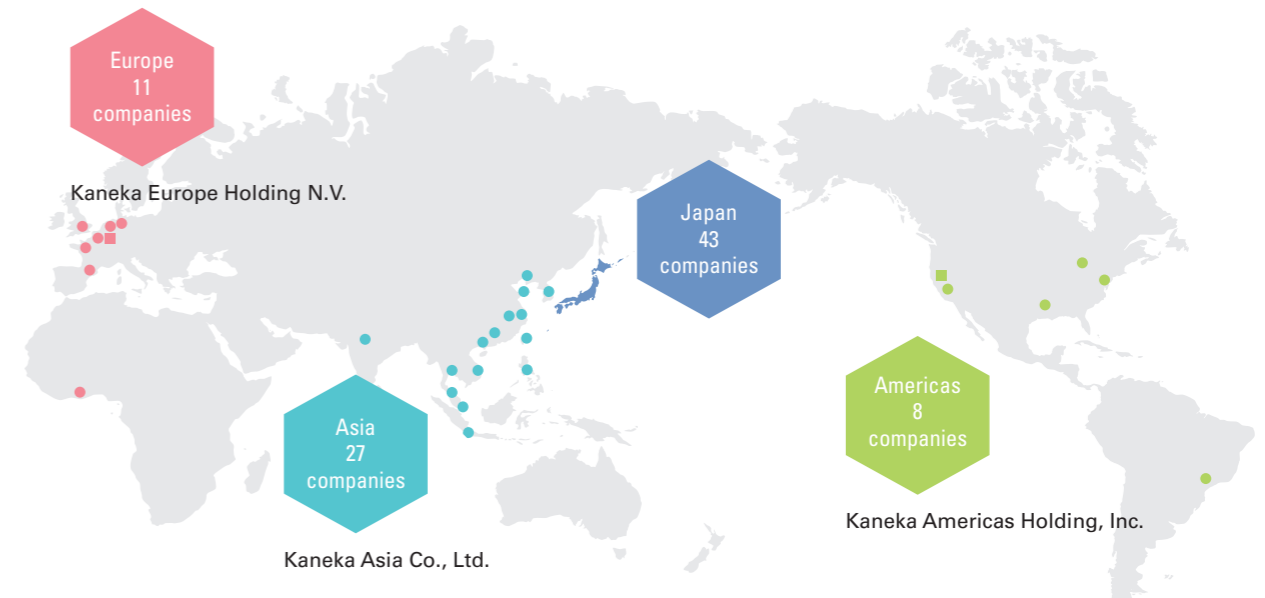 Europe
11
companies
Kaneka Europe Holding N.V.
Japan
43
companies
Asia
27
companies
Kaneka Asia Co., Ltd.
Americas
8
companies
Kaneka Americas Holding, Inc.